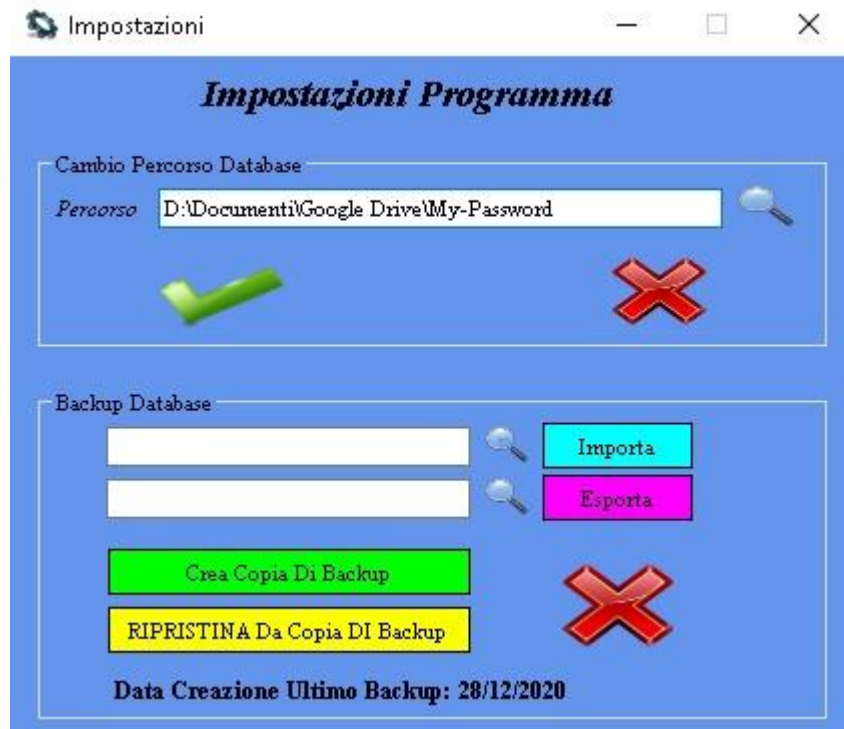 Impostazioni
Impostazioni Programma
Cambio Percorso Database
Percorso D:\Documenti\Google Drive\My-Password
Backup Database
Importa
Esporta
Crea Copia Di Backup
RIPRISTINA Da Copia DI Backup
Data Creazione Ultimo Backup: 28/12/2020